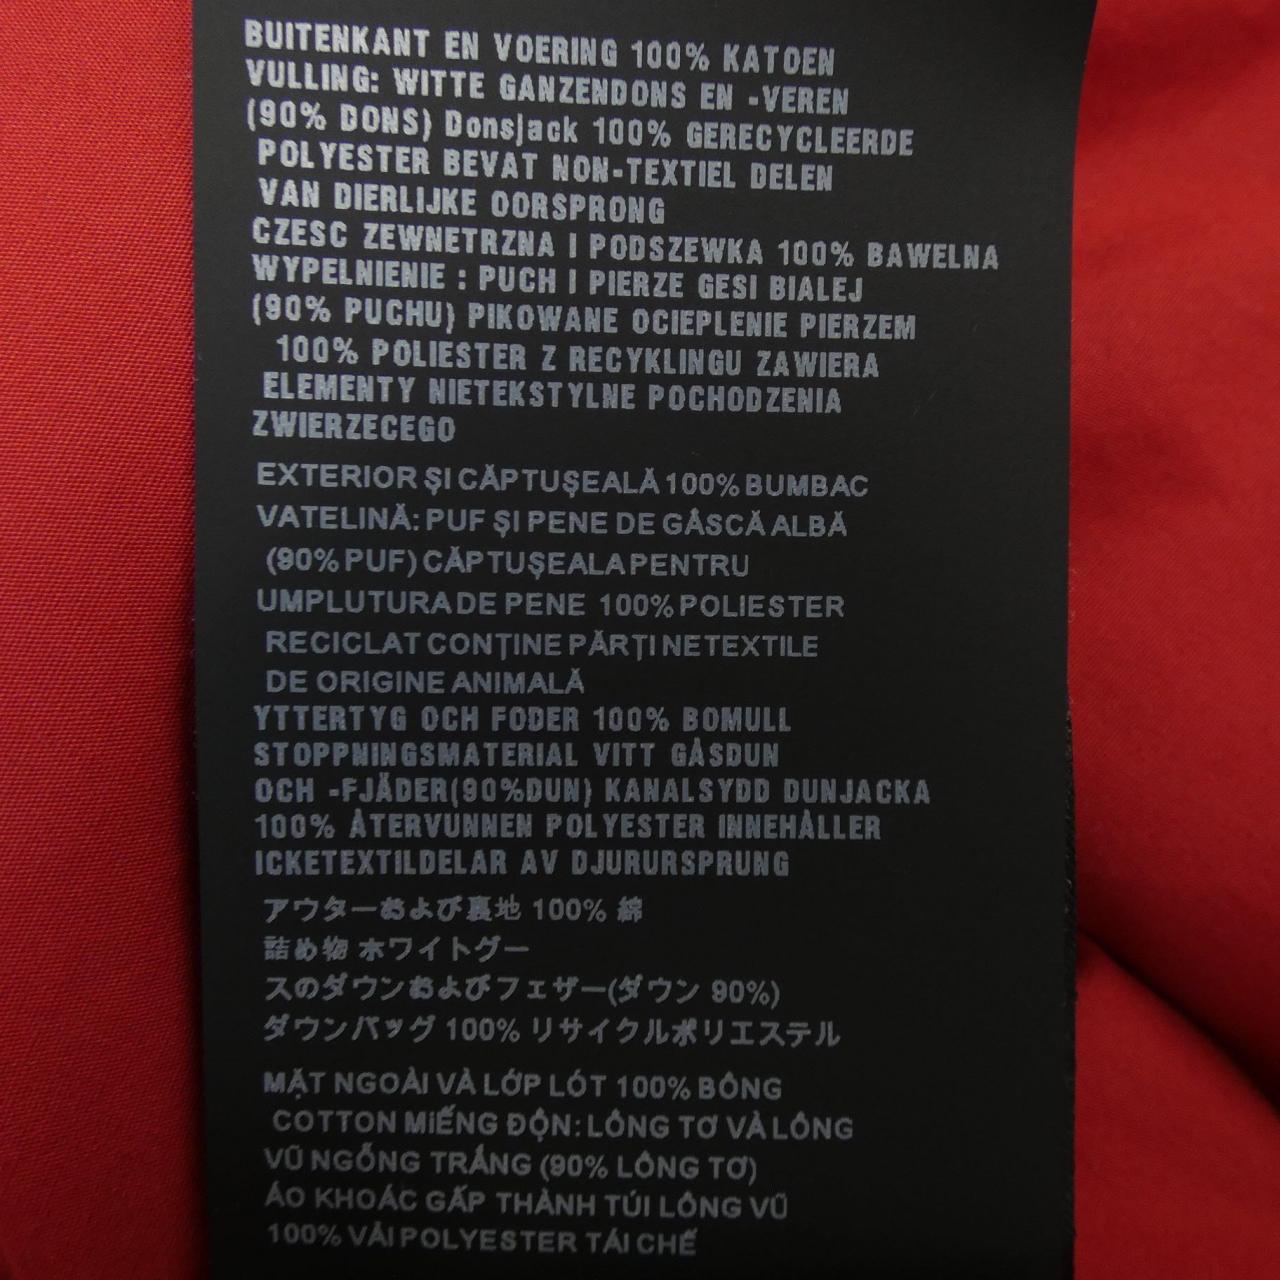 BUITENKANT EN VOERING 100% KATOEN
VULLING: WITTE GANZENDONS EN -VEREN
(90% DONS) Donsjack 100% GERECYCLEERDE
POLYESTER BEVAT NON-TEXTIEL DELEN
VAN DIERLIJKE OORSPRONG
CZESC ZEWNETRZNA I PODSZEWKA 100% BAWELNA
WYPELNIENIE : PUCH I PIERZE GESI BIALEJ
(90% PUCHU) PIKOWANE OCIEPLENIE PIERZEM
100% POLIESTER Z RECYKLINGU ZAWIERA
ELEMENTY NIETEKSTYLNE POCHODZENIA
ZWIERZECEGO
EXTERIOR ȘI CĂPTUȘEALĂ 100% BUMBAC
VATELINĂ: PUF ȘI PENE DE GÂSCĂ ALBĂ
(90% PUF) CĂPTUȘEALA PENTRU
UMPLUTURA DE PENE 100% POLIESTER
RECICLAT CONȚINE PĂRȚI NETEXTILE
DE ORIGINE ANIMALĂ
YTTERTYG OCH FODER 100% BOMULL
STOPPNINGSMATERIAL VITT GÅSDUN
OCH -FJÄDER(90%DUN) KANALSYDD DUNJACKA
100% ÅTERVUNNEN POLYESTER INNEHÅLLER
ICKETEXTILDELAR AV DJURURSPRUNG
アウターおよび裏地 100% 綿
詰め物 ホワイトグー
スのダウンおよびフェザー(ダウン 90%)
ダウンバッグ 100% リサイクルポリエステル
MẶT NGOÀI VÀ LỚP LÓT 100% BÔNG
COTTON MIẾNG ĐỘN: LÔNG TƠ VÀ LÔNG
VŨ NGỖNG TRẮNG (90% LÔNG TƠ)
ÁO KHOÁC GẤP THÀNH TÚI LÔNG VŨ
100% VẢI POLYESTER TÁI CHẾ